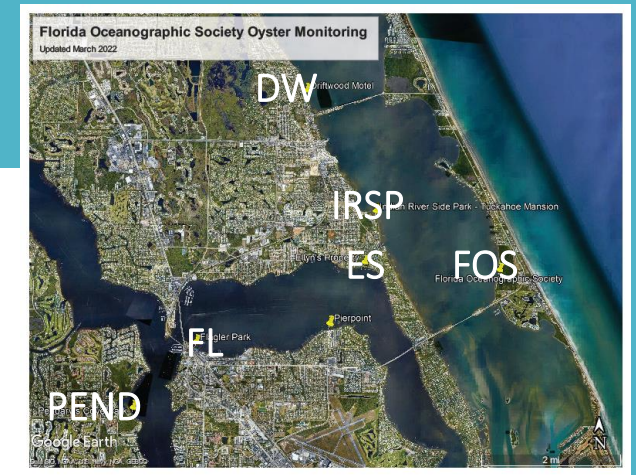 Florida Oceanographic Society Oyster Monitoring
Updated March 2022
DW
Driftwood Motel
IRSP
Indian River Side Park - Tuckahoe Mansion
ES
FOS
Florida Oceanographic Society
Pierpoint
FL
Flagler Park
PEND
Google Earth
N
2 mi